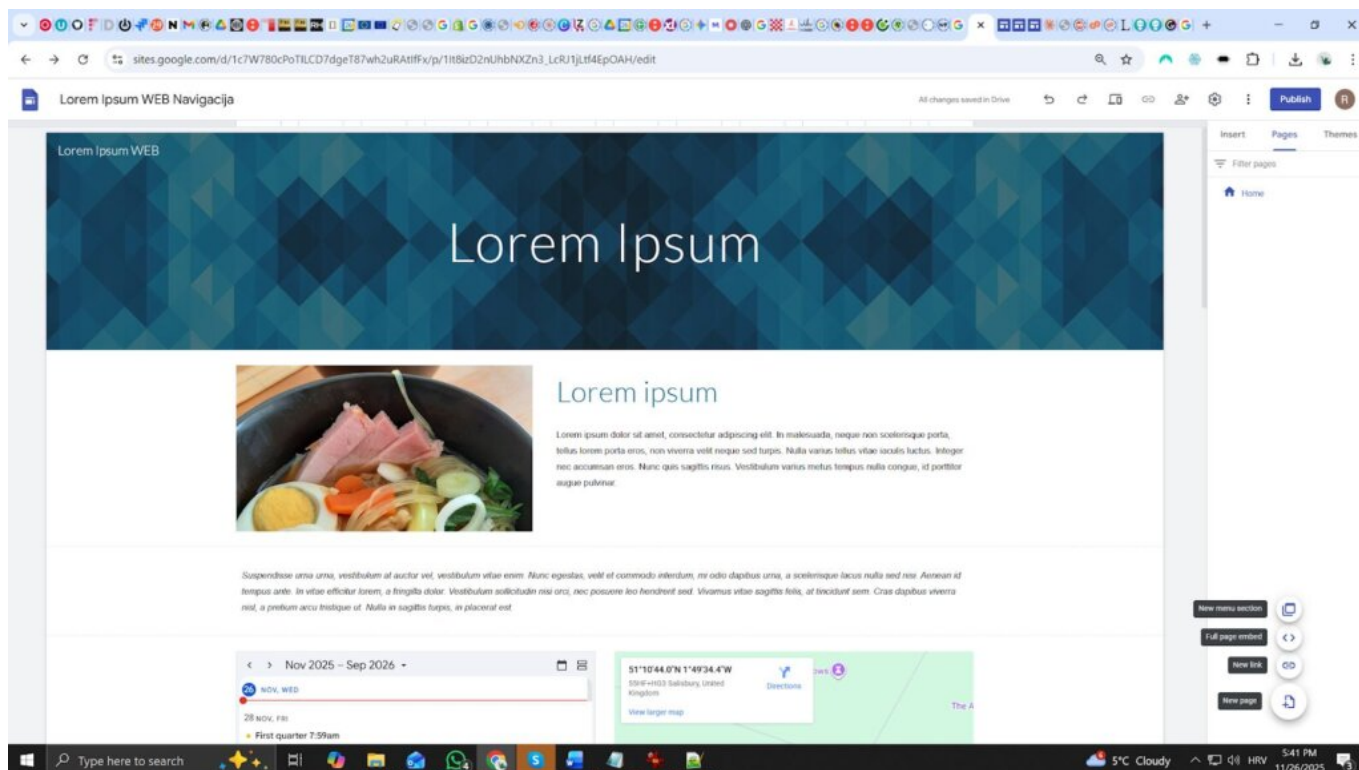 sites.google.com/d/1c7W780cPoTILCD7dgeT87wh2uRAtIfFx/p/1It8izD2nUhbNXZn3_LcRJ1jLtf4EpOAH/edit
Lorem Ipsum WEB Navigacija
All changes saved in Drive
Publish
R
Insert
Pages
Themes
Filter pages
Home
Lorem Ipsum WEB
Lorem Ipsum
Lorem ipsum
Lorem ipsum dolor sit amet, consectetur adipiscing elit. In malesuada, neque non scelerisque porta,
tellus lorem porta eros, non viverra velit neque sed turpis. Nulla varius tellus vitae iaculis luctus. Integer
nec accumsan eros. Nunc quis sagittis risus. Vestibulum varius metus tempus nulla congue, id porttitor
augue pulvinar.
Suspendisse urna urna, vestibulum at auctor vel, vestibulum vitae enim. Nunc egestas, velit et commodo interdum, mi odio dapibus urna, a scelerisque lacus nulla sed nisi. Aenean id
tempus ante. In vitae efficitur lorem, a fringilla dolor. Vestibulum sollicitudin nisi orci, nec posuere leo hendrerit sed. Vivamus vitae sagittis felis, at tincidunt sem. Cras dapibus viverra
nisl, a pretium arcu tristique ut. Nulla in sagittis turpis, in placerat est.
Nov 2025 – Sep 2026
26 NOV, WED
28 NOV, FRI
First quarter 7:59am
51°10'44.0"N 1°49'34.4"W
55HF+HG3 Salisbury, United
Kingdom
View larger map
Directions
The A
New menu section
Full page embed
New link
New page
Type here to search
5°C Cloudy
HRV
5:41 PM
11/26/2025